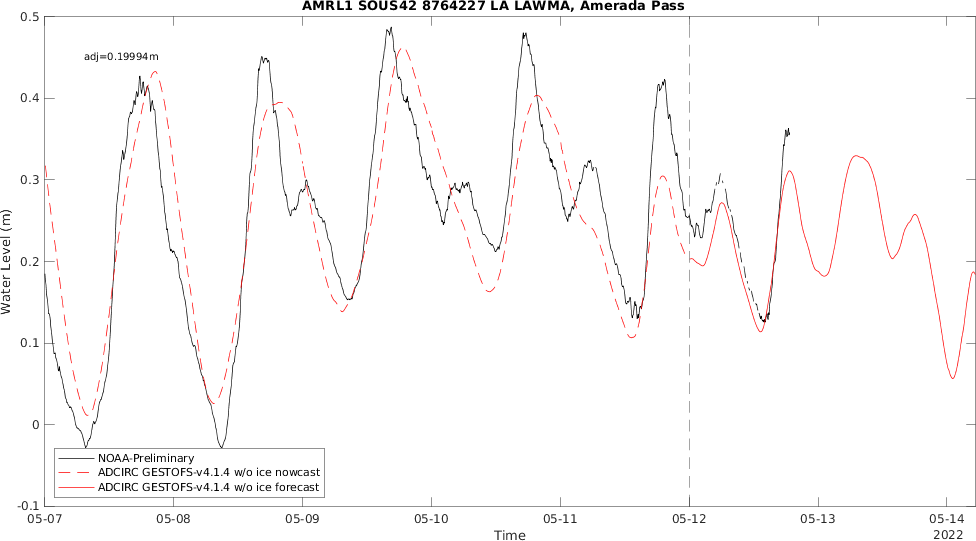 AMRL1 SOUS42 8764227 LA LAWMA, Amerada Pass
adj=0.19994m
0.5
0.4
0.3
0.2
0.1
0
-0.1
Water Level (m)
NOAA-Preliminary
ADCIRC GESTOFS-v4.1.4 w/o ice nowcast
ADCIRC GESTOFS-v4.1.4 w/o ice forecast
05-07 05-08 05-09 05-10 05-11 05-12 05-13 05-14
Time
2022